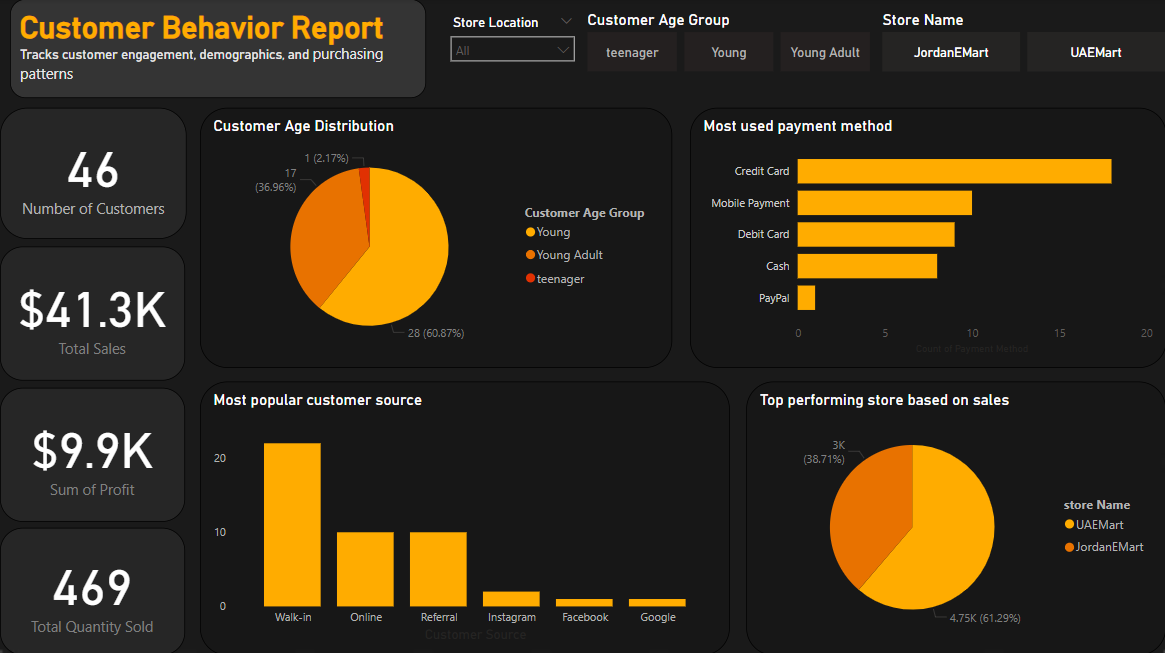 Customer Behavior Report
Tracks customer engagement, demographics, and purchasing
patterns
Store Location
All
Customer Age Group
teenager
Young
Young Adult
Store Name
JordanEMart
UAEMart
46
Number of Customers
$41.3K
Total Sales
$9.9K
Sum of Profit
469
Total Quantity Sold
Customer Age Distribution
1 (2.17%)
17
(36.96%)
28 (60.87%)
Customer Age Group
Young
Young Adult
teenager
Most used payment method
Credit Card
Mobile Payment
Debit Card
Cash
PayPal
0 5 10 15 20
Count of Payment Method
Most popular customer source
20
10
0
Walk-in Online Referral Instagram Facebook Google
Customer Source
Top performing store based on sales
3K
(38.71%)
4.75K (61.29%)
store Name
UAEMart
JordanEMart